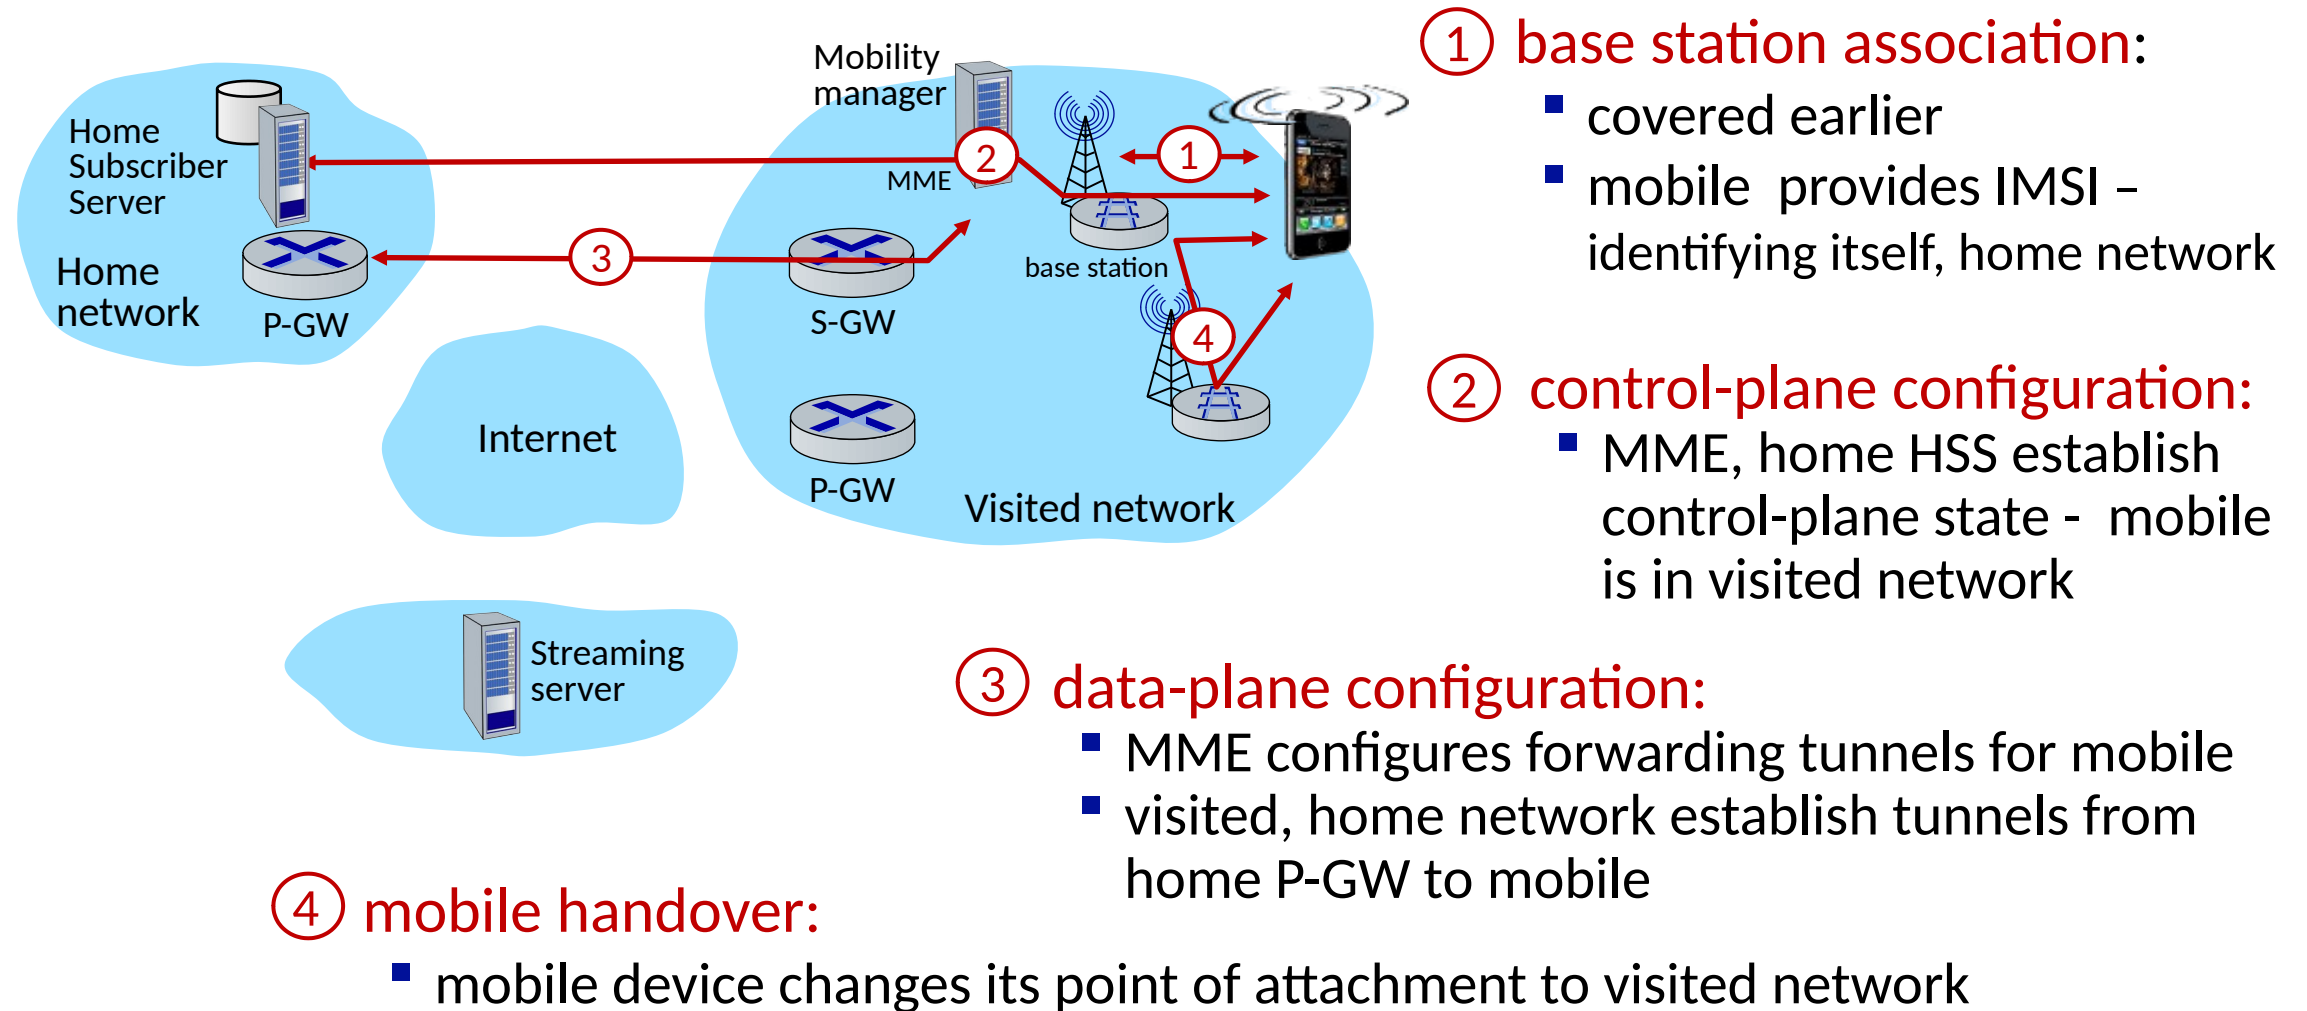 Mobility
manager
Home
Subscriber
Server
2
1
MME
3
base station
Home
network
P-GW
S-GW
4
Internet
P-GW
Visited network
Streaming
server
1 base station association:
covered earlier
mobile provides IMSI –
identifying itself, home network
2 control-plane configuration:
MME, home HSS establish
control-plane state - mobile
is in visited network
3 data-plane configuration:
MME configures forwarding tunnels for mobile
visited, home network establish tunnels from
home P-GW to mobile
4 mobile handover:
mobile device changes its point of attachment to visited network